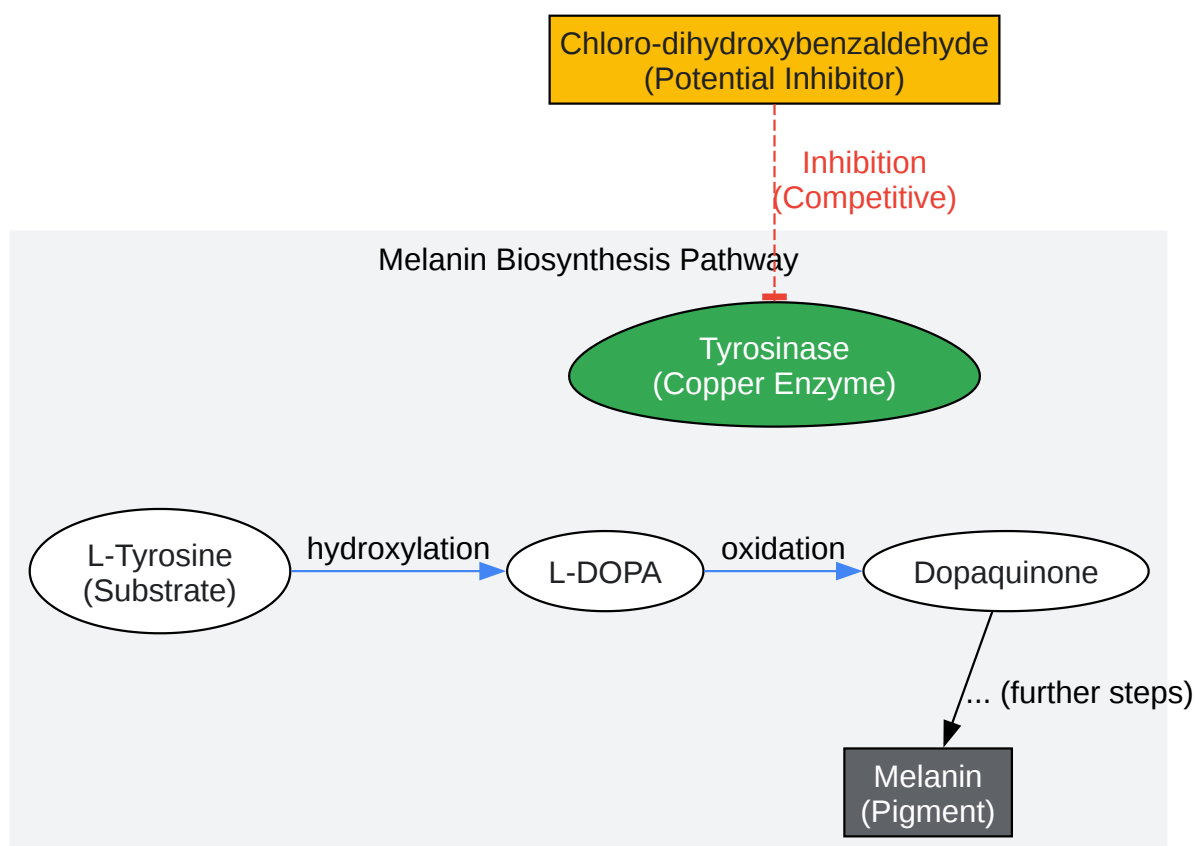 Chloro-dihydroxybenzaldehyde
(Potential Inhibitor)
Inhibition
(Competitive)
Melanin Biosynthesis Pathway
Tyrosinase
(Copper Enzyme)
L-Tyrosine
(Substrate)
hydroxylation
L-DOPA
oxidation
Dopaquinone
... (further steps)
Melanin
(Pigment)